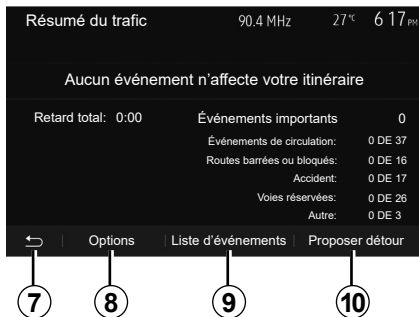 Résumé du trafic 90.4 MHz 27°C 6 17 PM
Aucun événement n'affecte votre itinéraire
Retard total: 0:00 Événements importants 0
Événements de circulation: 0 DE 37
Routes barrées ou bloqués: 0 DE 16
Accident: 0 DE 17
Voies réservées: 0 DE 26
Autre: 0 DE 3
Options Liste d'événements Proposer détour
7 8 9 10